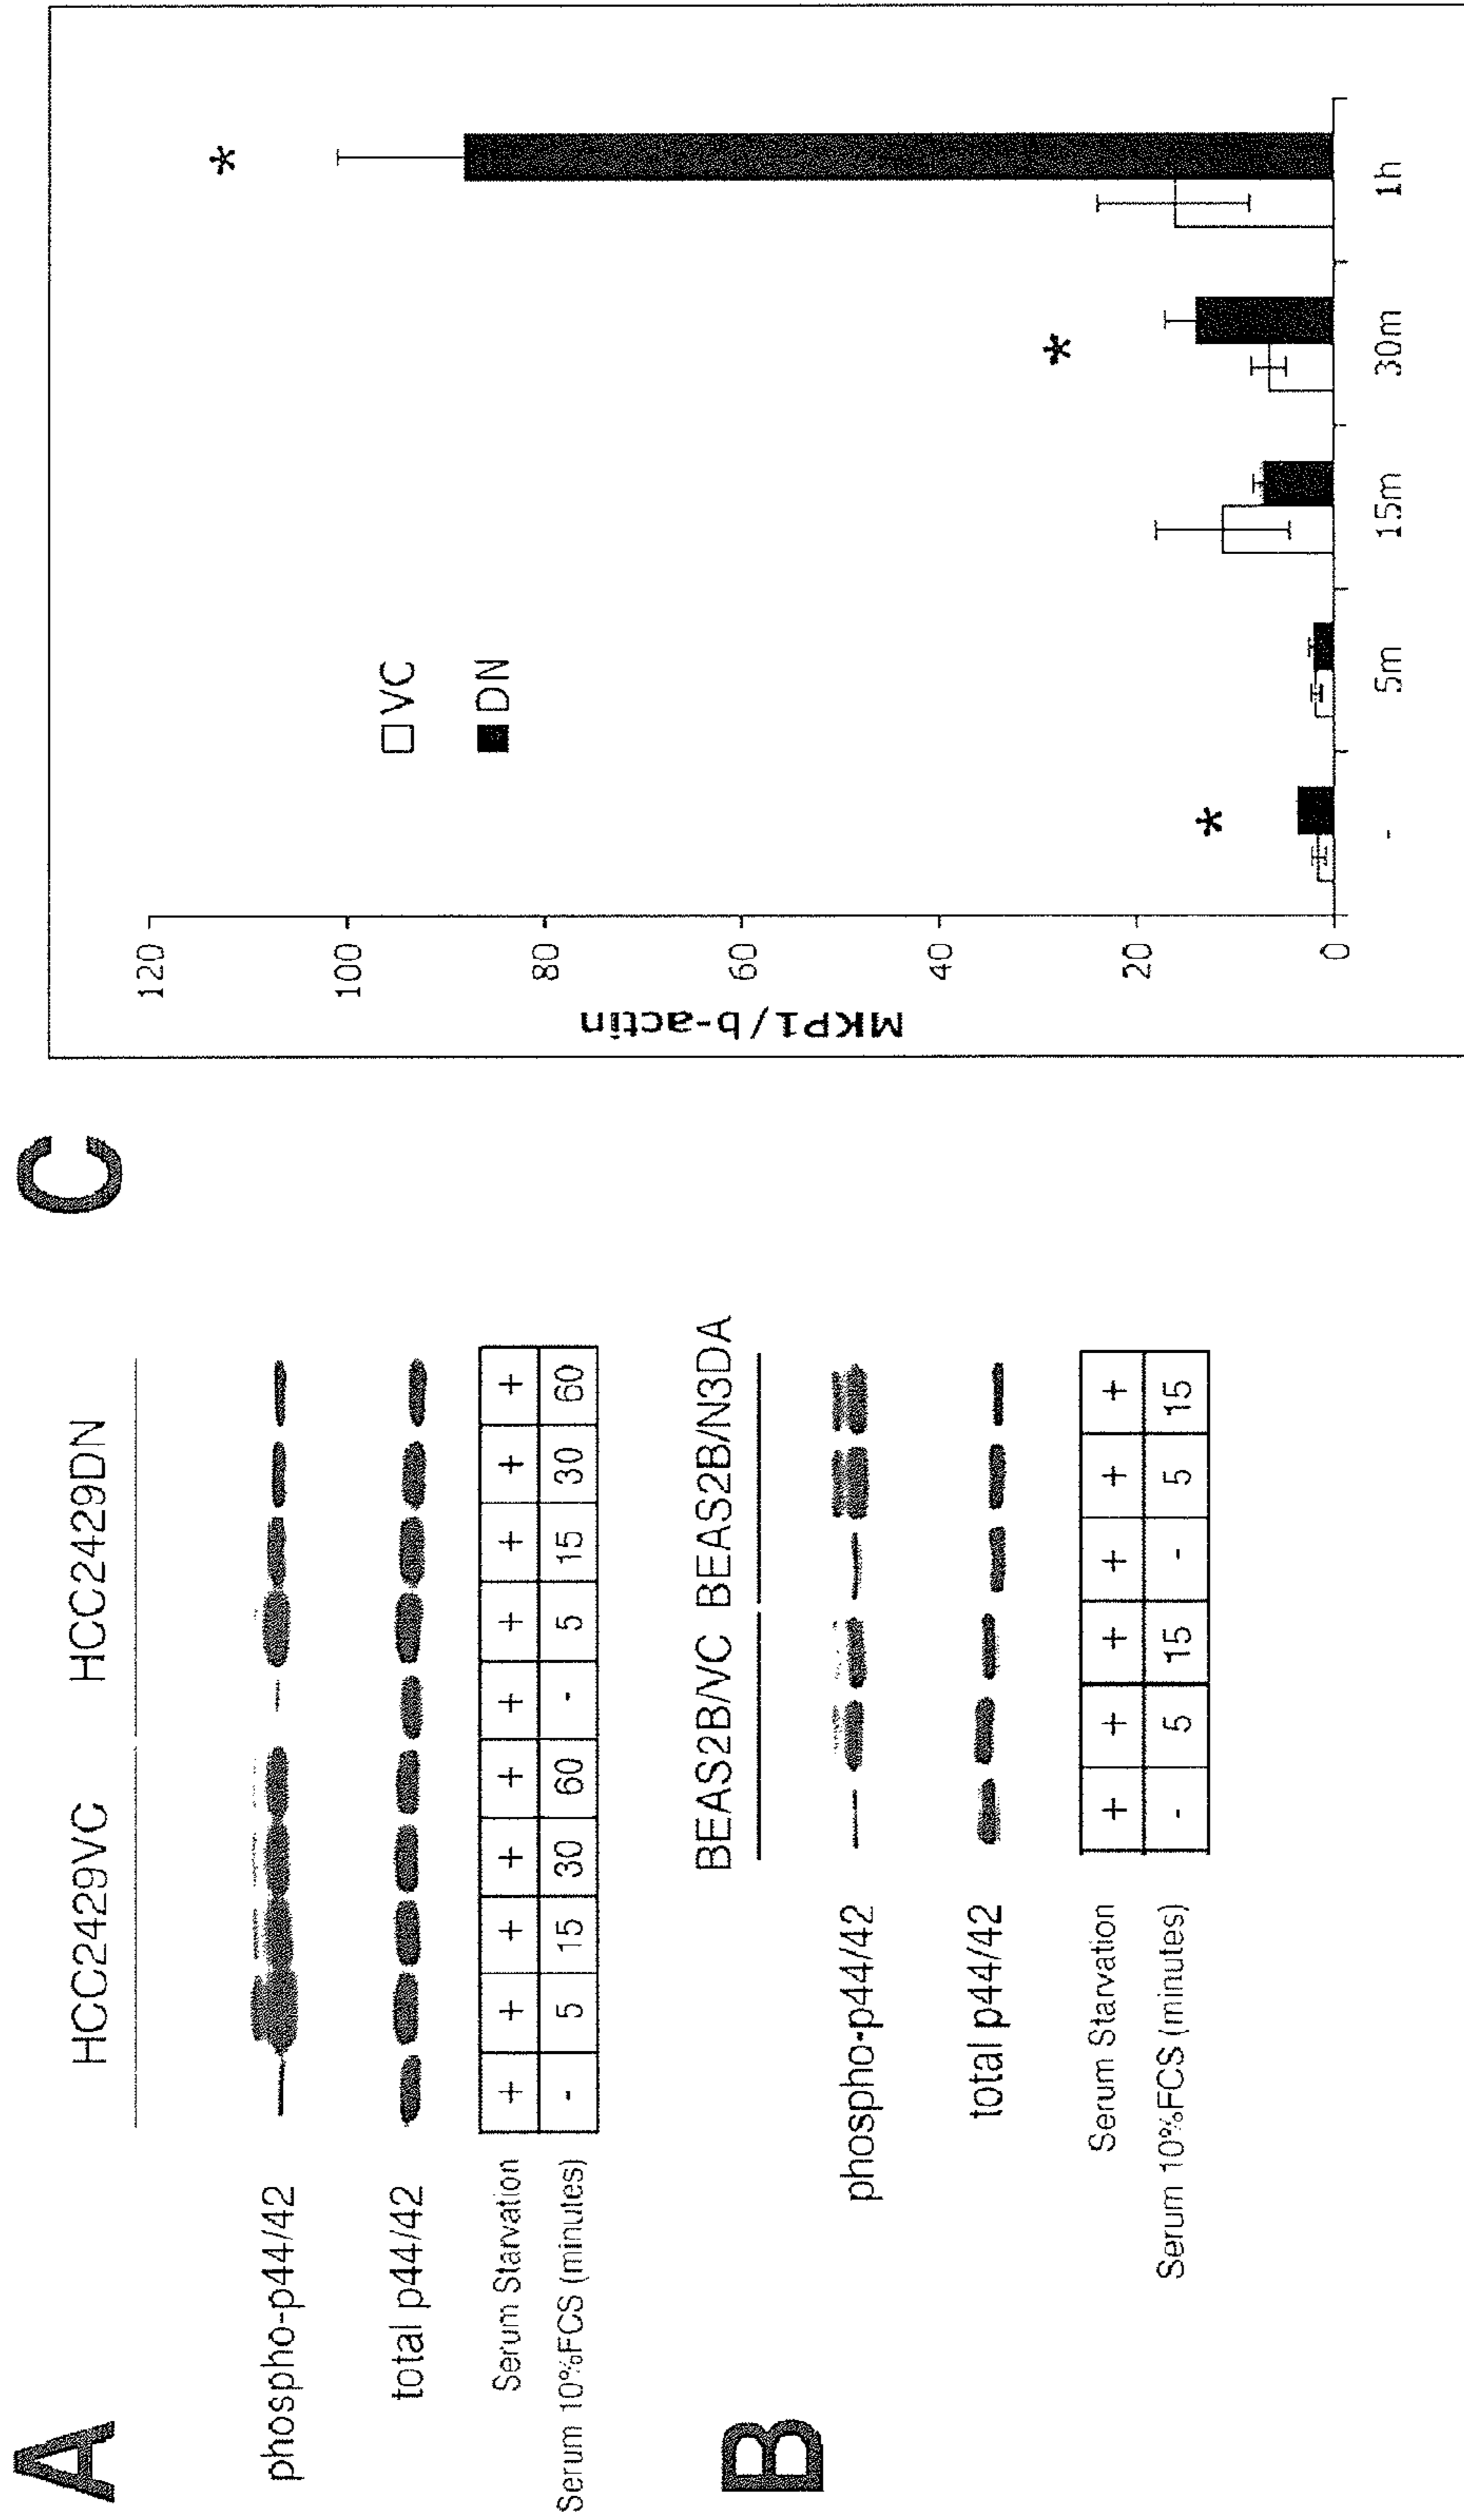 A
HCC2429VC HCC2429DN
phospho-p44/42
total p44/42
Serum Starvation + + + + + + + + + +
Serum 10%FCS (minutes) - 5 15 30 60 - 5 15 30 60
B
BEAS2B/VC BEAS2B/N3DA
phospho-p44/42
total p44/42
Serum Starvation + + + + + +
Serum 10%FCS (minutes) - 5 15 - 5 15
C
MKP1/b-actin
120
100
80
60
40
20
0
VC
DN
* * *
- 5m 15m 30m 1h